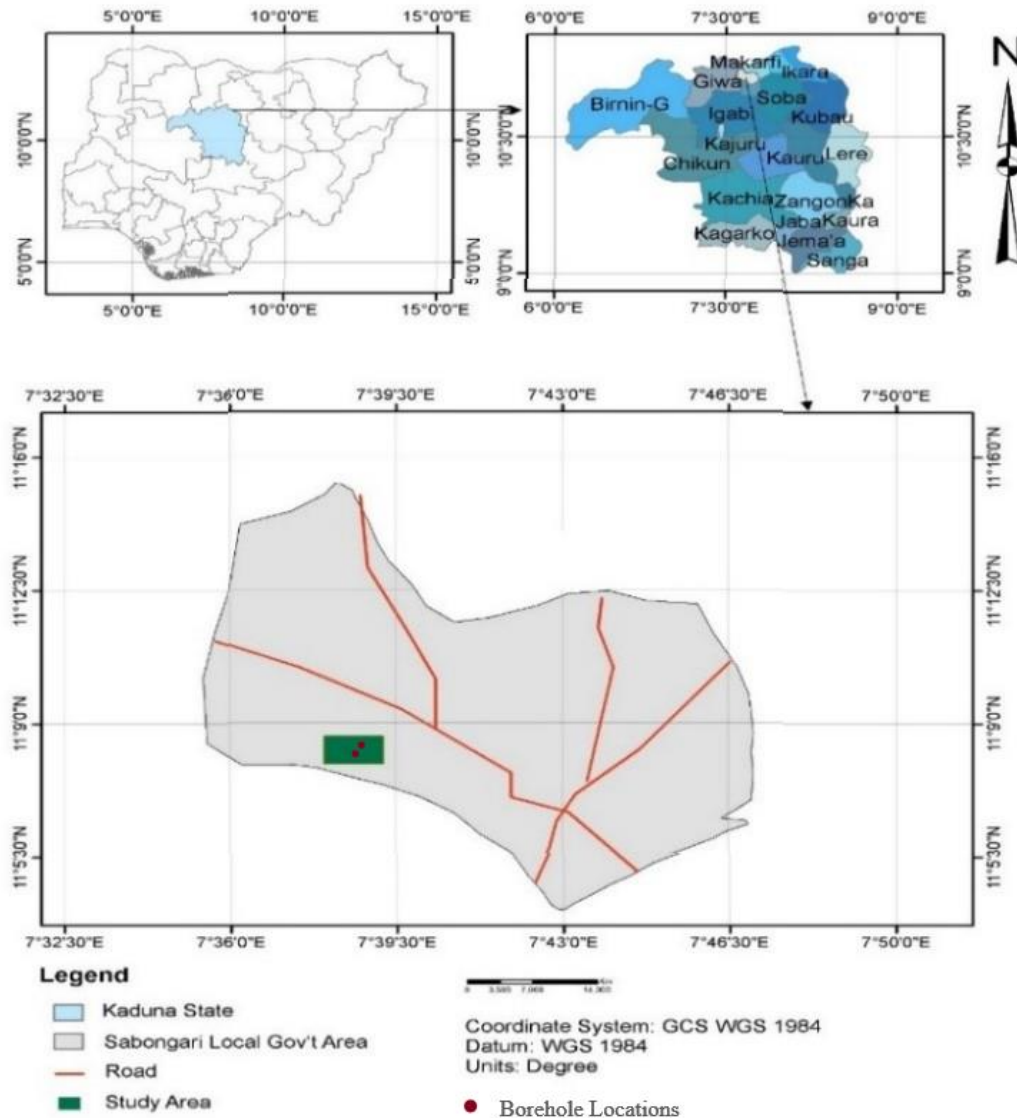 5°0'0"E 10°0'0"E 15°0'0"E
10°0'0"N 10°0'0"N
5°0'0"N 5°0'0"N
5°0'0"E 10°0'0"E 15°0'0"E
6°0'0"E 7°30'0"E 9°0'0"E
Makarfi
Ikara
Giwa
Birnin-G
Soba
Igabi
Kubau
10°30'0"N 10°30'0"N
Kajuru
Chikun
Kauru
Lere
Kachia
Zangon
Ka
Jaba
Kaura
Kagarko
Jema'a
Sanga
9°0'0"N 9°0'0"N
6°0'0"E 7°30'0"E 9°0'0"E
N
7°32'30"E 7°36'0"E 7°39'30"E 7°43'0"E 7°46'30"E 7°50'0"E
11°16'0"N 11°16'0"N
11°12'30"N 11°12'30"N
11°9'0"N 11°9'0"N
11°5'30"N 11°5'30"N
7°32'30"E 7°36'0"E 7°39'30"E 7°43'0"E 7°46'30"E 7°50'0"E
Legend
Kaduna State
Sabongari Local Gov't Area
Road
Study Area
Coordinate System: GCS WGS 1984
Datum: WGS 1984
Units: Degree
Borehole Locations